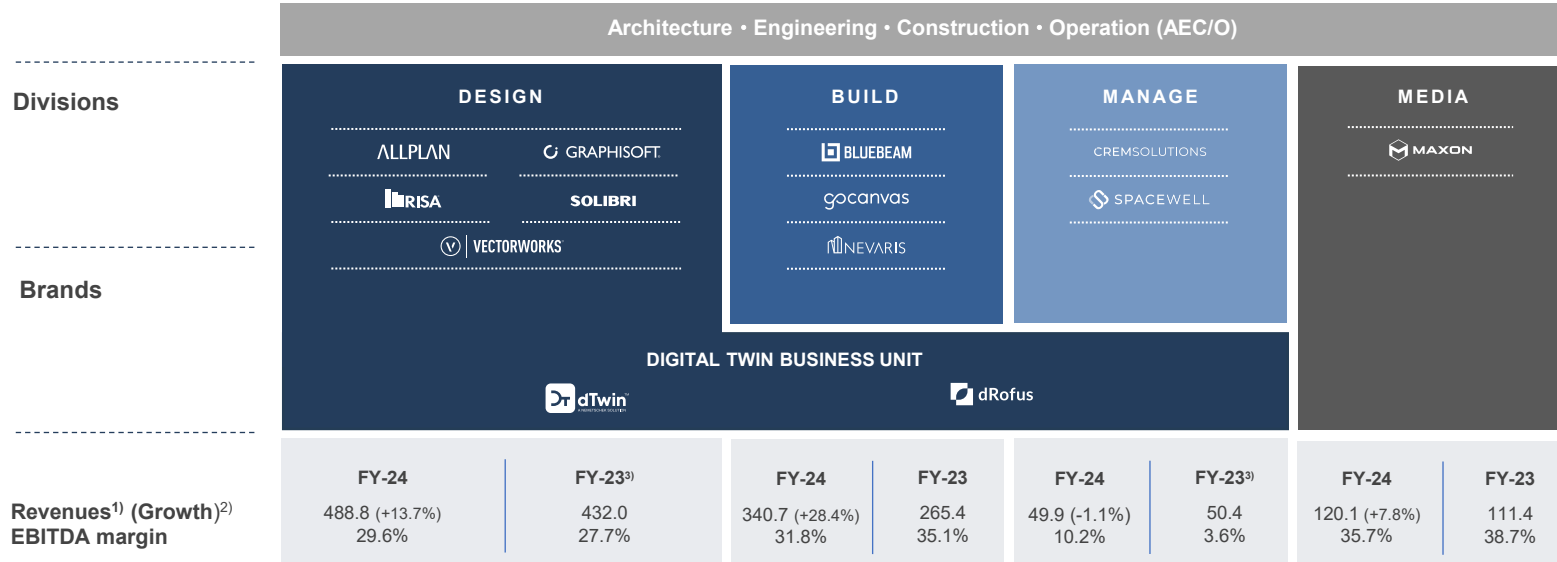 Architecture • Engineering • Construction • Operation (AEC/O)
Divisions
DESIGN
ALLPLAN
GRAPHISOFT.
RISA
SOLIBRI
VECTORWORKS
BUILD
BLUEBEAM
gocanvas
NEVARIS
MANAGE
CREMSOLUTIONS
SPACEWELL
MEDIA
MAXON
Brands
DIGITAL TWIN BUSINESS UNIT
dTwin™
A NEMETSCHEK SOLUTION
dRofus
Revenues¹⁾ (Growth)²⁾
EBITDA margin
FY-24
488.8 (+13.7%)
29.6%
FY-23³⁾
432.0
27.7%
FY-24
340.7 (+28.4%)
31.8%
FY-23
265.4
35.1%
FY-24
49.9 (-1.1%)
10.2%
FY-23³⁾
50.4
3.6%
FY-24
120.1 (+7.8%)
35.7%
FY-23
111.4
38.7%